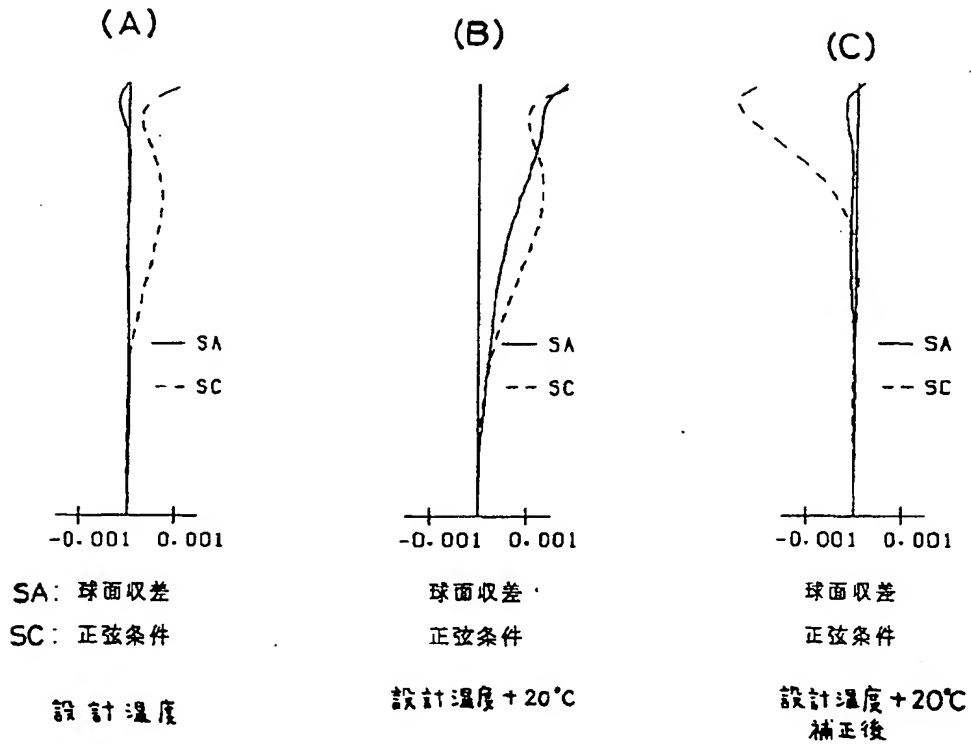 (A)
(B)
(C)
— SA
-- SC
— SA
-- SC
— SA
-- SC
-0.001 0.001
-0.001 0.001
-0.001 0.001
SA: 球面収差
SC: 正弦条件
設計温度
球面収差
正弦条件
設計温度+20°C
球面収差
正弦条件
設計温度+20℃
補正後